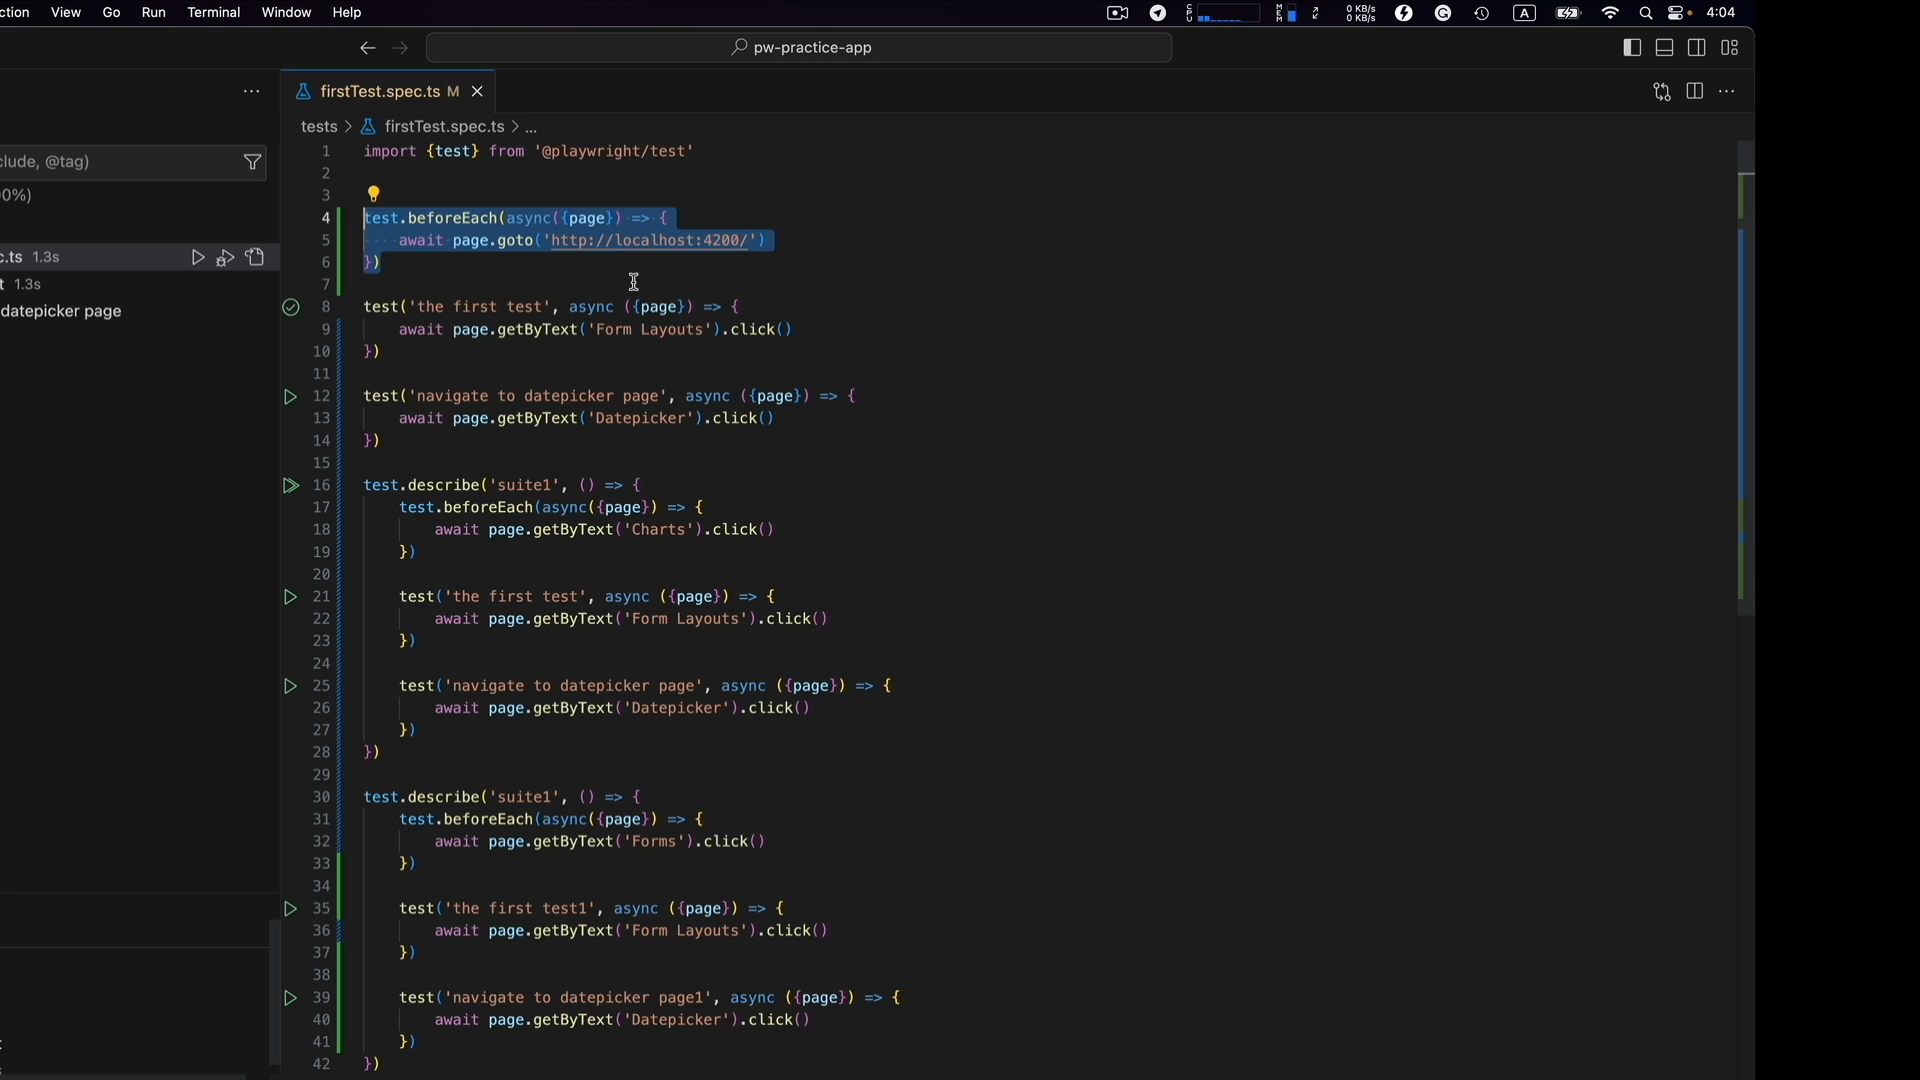 ction View Go Run Terminal Window Help CPU MEM 0 KB/s 0 KB/s A 4:04
pw-practice-app
firstTest.spec.ts M
clude, @tag)
tests > firstTest.spec.ts > ...
0%)
c.ts 1.3s
t 1.3s
datepicker page
1 import {test} from '@playwright/test'
2
3
4 test.beforeEach(async({page}) => {
5 await page.goto('http://localhost:4200/')
6 })
7
8 test('the first test', async ({page}) => {
9 await page.getByText('Form Layouts').click()
10 })
11
12 test('navigate to datepicker page', async ({page}) => {
13 await page.getByText('Datepicker').click()
14 })
15
16 test.describe('suite1', () => {
17 test.beforeEach(async({page}) => {
18 await page.getByText('Charts').click()
19 })
20
21 test('the first test', async ({page}) => {
22 await page.getByText('Form Layouts').click()
23 })
24
25 test('navigate to datepicker page', async ({page}) => {
26 await page.getByText('Datepicker').click()
27 })
28 })
29
30 test.describe('suite1', () => {
31 test.beforeEach(async({page}) => {
32 await page.getByText('Forms').click()
33 })
34
35 test('the first test1', async ({page}) => {
36 await page.getByText('Form Layouts').click()
37 })
38
39 test('navigate to datepicker page1', async ({page}) => {
40 await page.getByText('Datepicker').click()
41 })
42 })